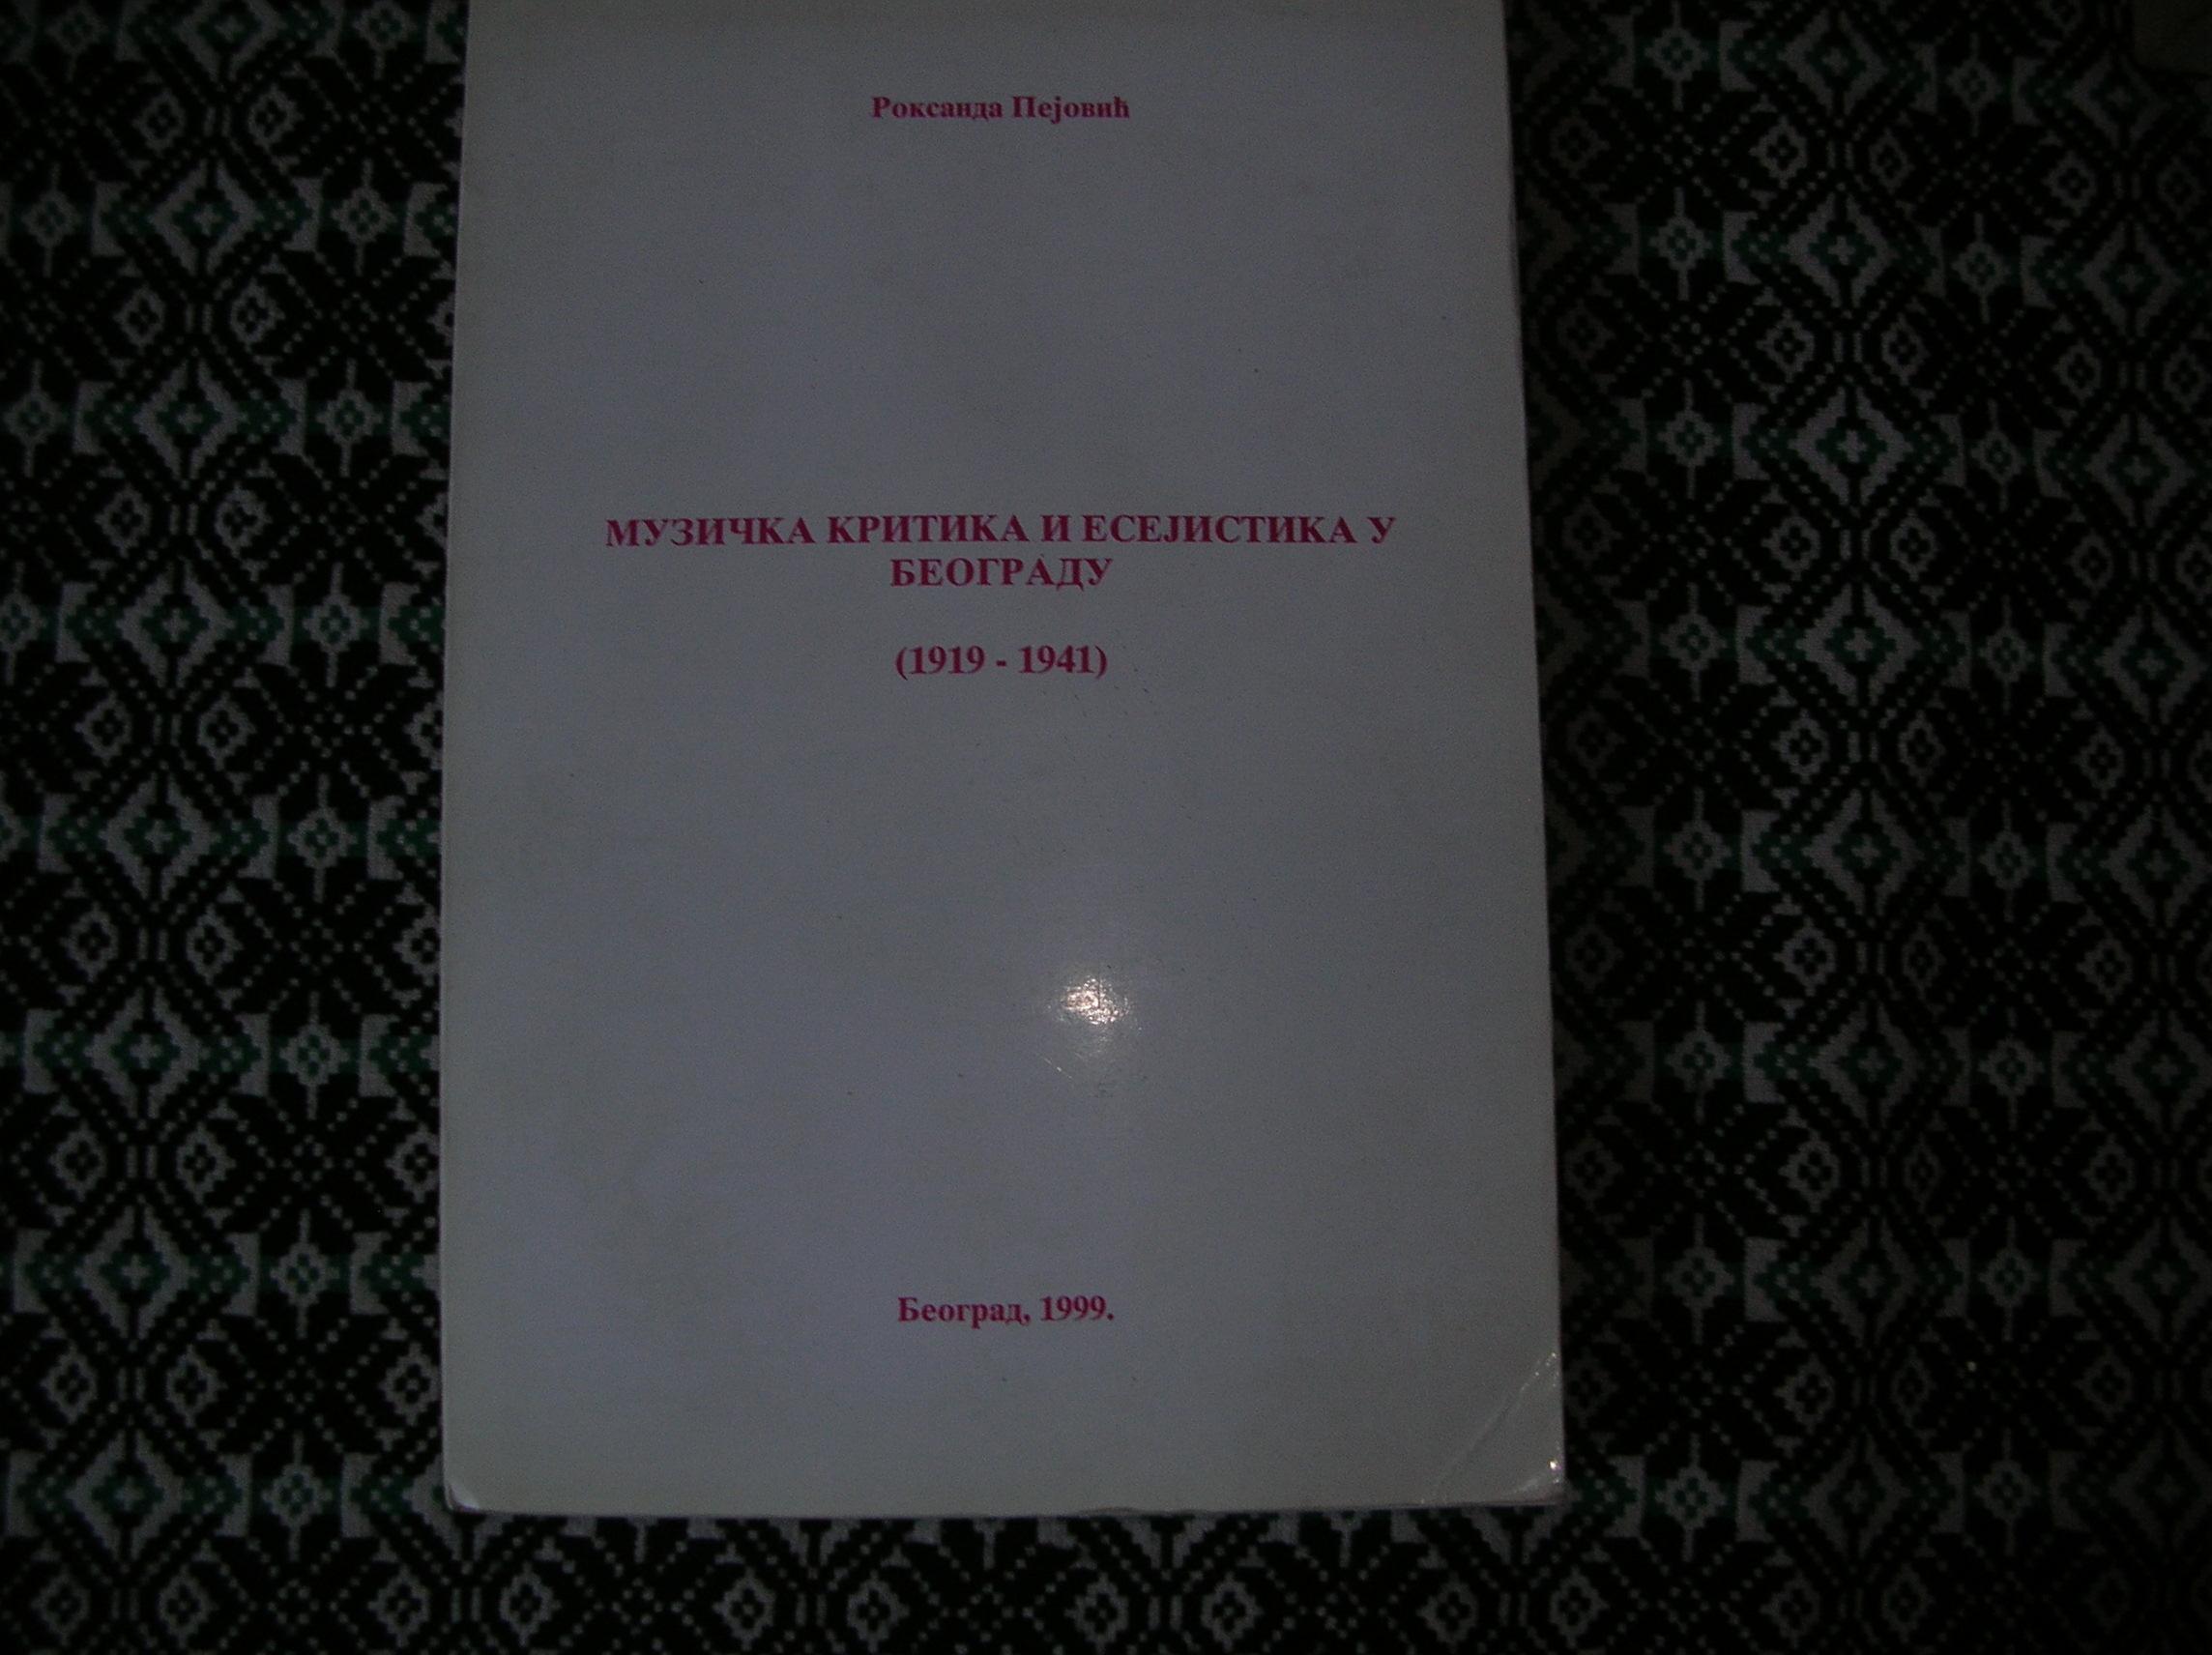 Роксанда Пејовић
МУЗИЧКА КРИТИКА И ЕСЕЈИСТИКА У
БЕОГРАДУ
(1919 - 1941)
Београд, 1999.